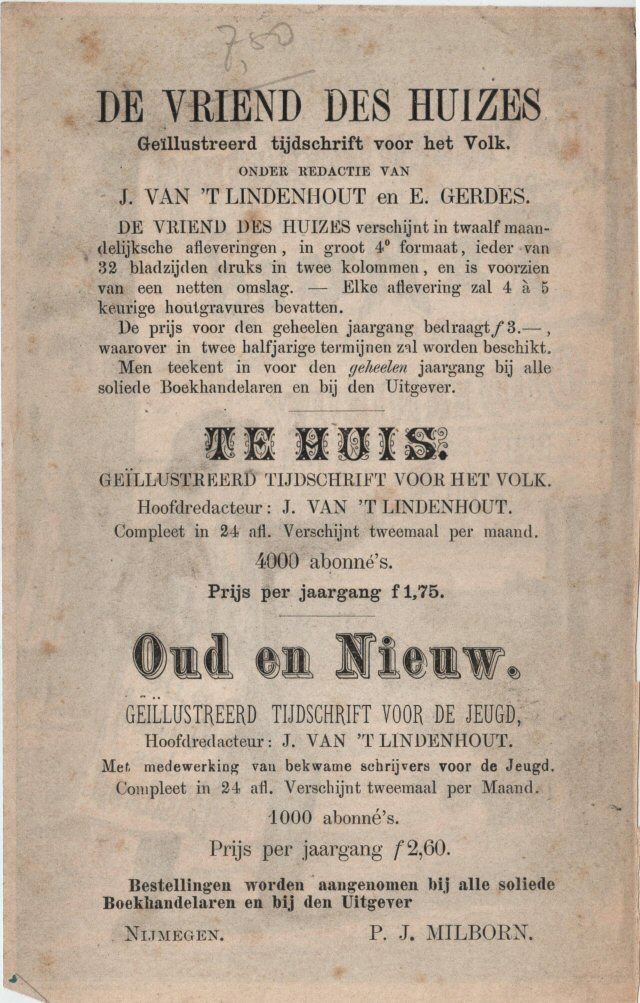 7,50
DE VRIEND DES HUIZES
Geïllustreerd tijdschrift voor het Volk.
ONDER REDACTIE VAN
J. VAN 'T LINDENHOUT en E. GERDES.
DE VRIEND DES HUIZES verschijnt in twaalf maan-
delijksche afleveringen, in groot 4º formaat, ieder van
32 bladzijden druks in twee kolommen, en is voorzien
van een netten omslag. — Elke aflevering zal 4 à 5
keurige houtgravures bevatten.
De prijs voor den geheelen jaargang bedraagt f 3.—,
waarover in twee halfjarige termijnen zal worden beschikt.
Men teekent in voor den geheelen jaargang bij alle
soliede Boekhandelaren en bij den Uitgever.
TE HUIS.
GEÏLLUSTREERD TIJDSCHRIFT VOOR HET VOLK.
Hoofdredacteur: J. VAN 'T LINDENHOUT.
Compleet in 24 afl. Verschijnt tweemaal per maand.
4000 abonné's.
Prijs per jaargang f 1,75.
Oud en Nieuw.
GEÏLLUSTREERD TIJDSCHRIFT VOOR DE JEUGD,
Hoofdredacteur: J. VAN 'T LINDENHOUT.
Met medewerking van bekwame schrijvers voor de Jeugd.
Compleet in 24 afl. Verschijnt tweemaal per Maand.
1000 abonné's.
Prijs per jaargang f 2,60.
Bestellingen worden aangenomen bij alle soliede
Boekhandelaren en bij den Uitgever
NIJMEGEN. P. J. MILBORN.